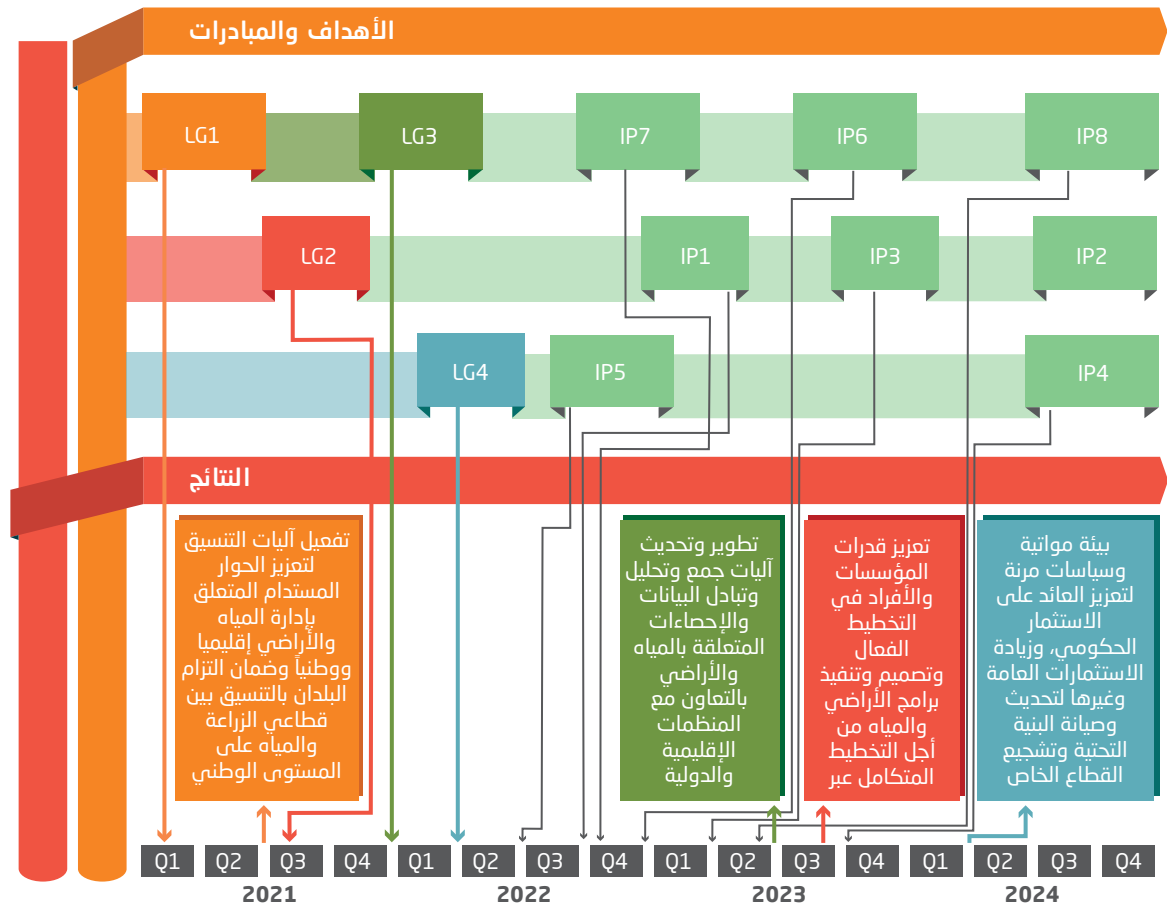 الأهداف والمبادرات
LG1
LG3
IP7
IP6
IP8
LG2
IP1
IP3
IP2
LG4
IP5
IP4
النتائج
تفعيل آليات التنسيق
لتعزيز الحوار
المستدام المتعلق
بإدارة المياه
والأراضي إقليميا
ووطنياً وضمان التزام
البلدان بالتنسيق بين
قطاعي الزراعة
والمياه على
المستوى الوطني
تطوير وتحديث
آليات جمع وتحليل
وتبادل البيانات
والإحصاءات
المتعلقة بالمياه
والأراضي
بالتعاون مع
المنظمات
الإقليمية
والدولية
تعزيز قدرات
المؤسسات
والأفراد في
التخطيط
الفعال
وتصميم وتنفيذ
برامج الأراضي
والمياه من
أجل التخطيط
المتكامل عبر
بيئة مواتية
وسياسات مرنة
لتعزيز العائد على
الاستثمار
الحكومي، وزيادة
الاستثمارات العامة
وغيرها لتحديث
وصيانة البنية
التحتية وتشجيع
القطاع الخاص
Q1 Q2 Q3 Q4 Q1 Q2 Q3 Q4 Q1 Q2 Q3 Q4 Q1 Q2 Q3 Q4
2021 2022 2023 2024